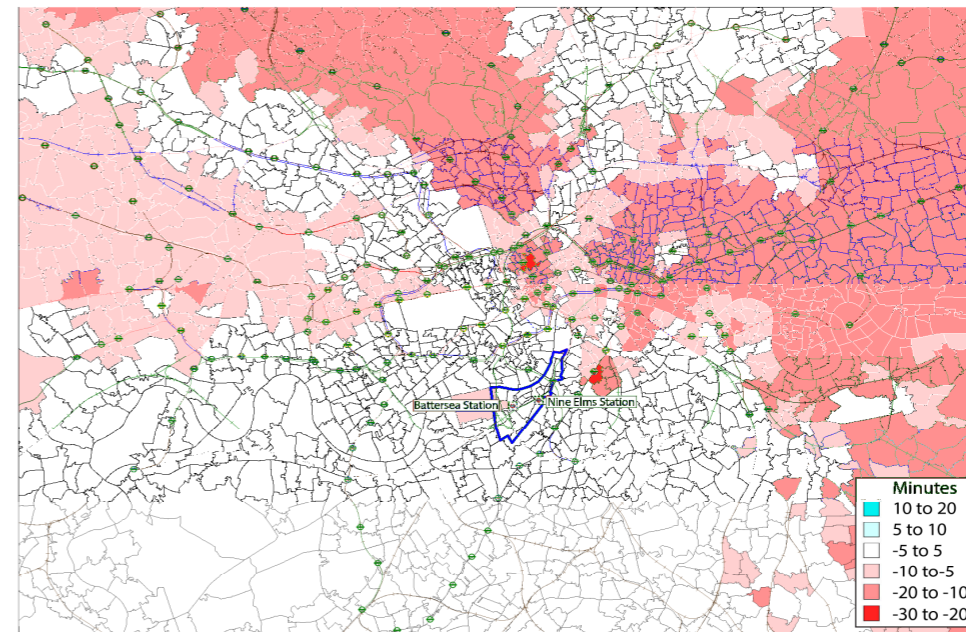 Battersea Station
Nine Elms Station
Minutes
10 to 20
5 to 10
-5 to 5
-10 to-5
-20 to -10
-30 to -20